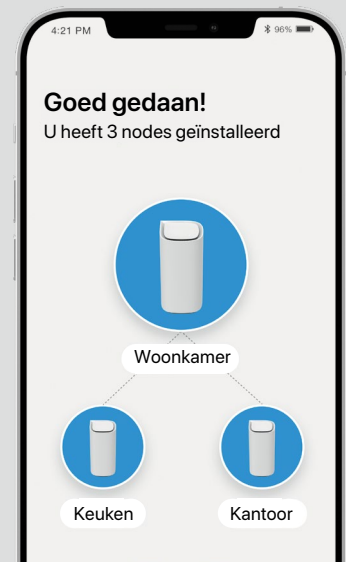 4:21 PM
96%
Goed gedaan!
U heeft 3 nodes geïnstalleerd
Woonkamer
Keuken
Kantoor